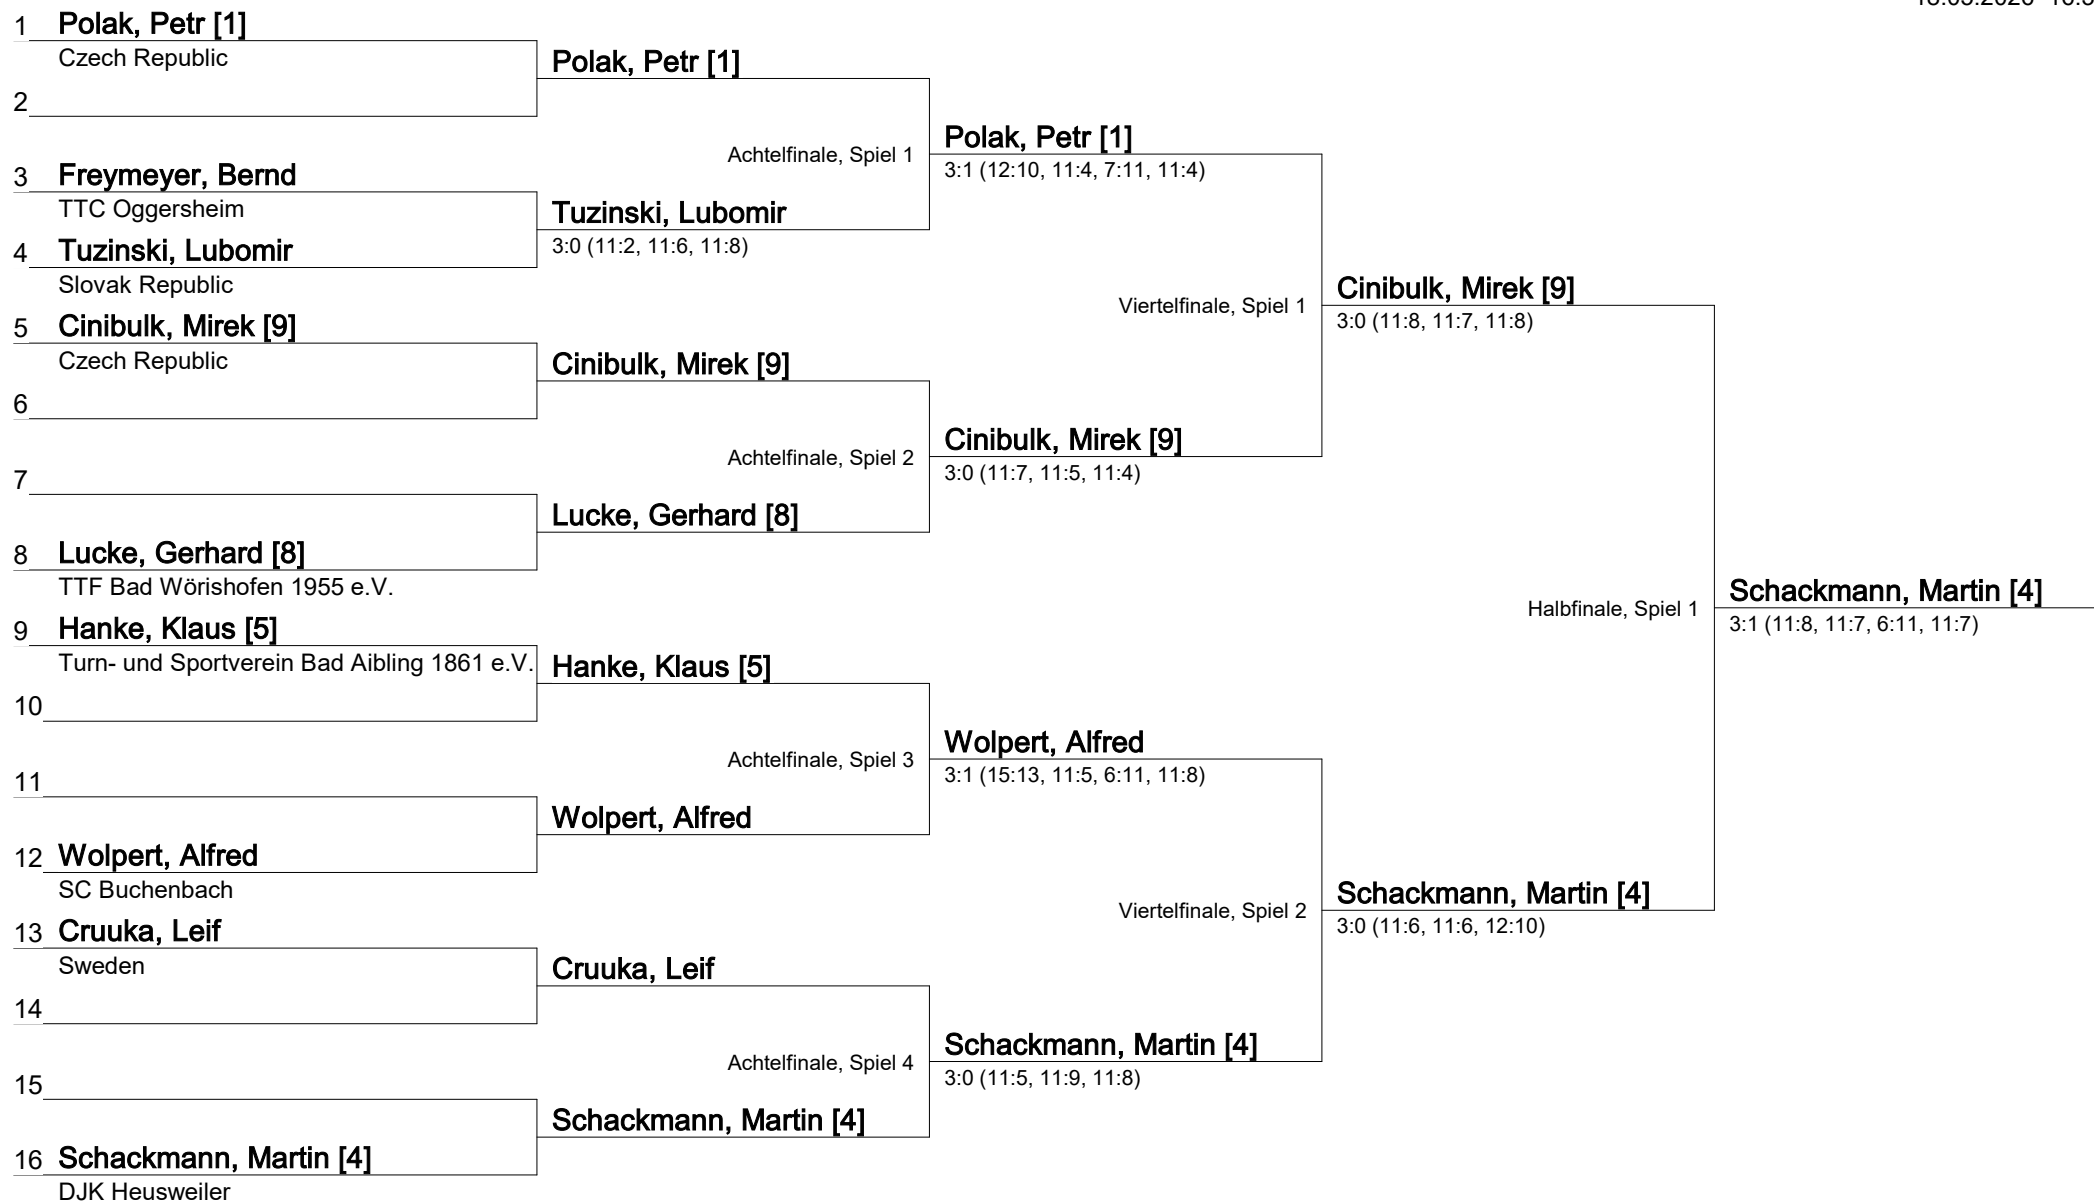 1 Polak, Petr [1]
Czech Republic
2
3 Freymeyer, Bernd
TTC Oggersheim
4 Tuzinski, Lubomir
Slovak Republic
5 Cinibulk, Mirek [9]
Czech Republic
6
7
8 Lucke, Gerhard [8]
TTF Bad Wörishofen 1955 e.V.
9 Hanke, Klaus [5]
Turn- und Sportverein Bad Aibling 1861 e.V.
10
11
12 Wolpert, Alfred
SC Buchenbach
13 Cruuka, Leif
Sweden
14
15
16 Schackmann, Martin [4]
DJK Heusweiler
Polak, Petr [1]
Achtelfinale, Spiel 1
Tuzinski, Lubomir
3:0 (11:2, 11:6, 11:8)
Cinibulk, Mirek [9]
Achtelfinale, Spiel 2
Lucke, Gerhard [8]
Hanke, Klaus [5]
Achtelfinale, Spiel 3
Wolpert, Alfred
Cruuka, Leif
Achtelfinale, Spiel 4
Schackmann, Martin [4]
Polak, Petr [1]
3:1 (12:10, 11:4, 7:11, 11:4)
Viertelfinale, Spiel 1
Cinibulk, Mirek [9]
3:0 (11:7, 11:5, 11:4)
Wolpert, Alfred
3:1 (15:13, 11:5, 6:11, 11:8)
Viertelfinale, Spiel 2
Schackmann, Martin [4]
3:0 (11:5, 11:9, 11:8)
Cinibulk, Mirek [9]
3:0 (11:8, 11:7, 11:8)
Halbfinale, Spiel 1
Schackmann, Martin [4]
3:0 (11:6, 11:6, 12:10)
Schackmann, Martin [4]
3:1 (11:8, 11:7, 6:11, 11:7)